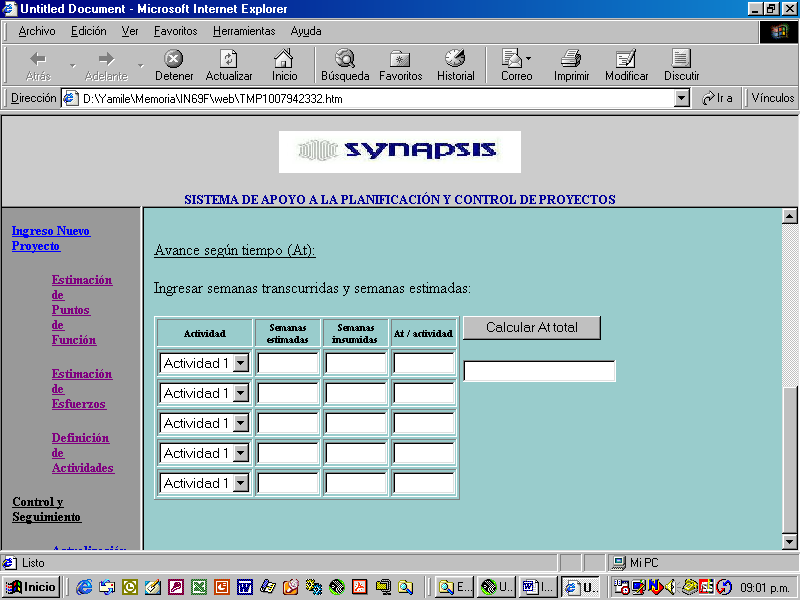 Untitled Document - Microsoft Internet Explorer
Archivo Edición Ver Favoritos Herramientas Ayuda
Atrás Adelante Detener Actualizar Inicio Búsqueda Favoritos Historial Correo Imprimir Modificar Discutir
Dirección D:\Yamile\Memoria\IN69F\web\TMP1007942332.htm Ir a Vínculos
SYNAPSIS
SISTEMA DE APOYO A LA PLANIFICACIÓN Y CONTROL DE PROYECTOS
Ingreso Nuevo
Proyecto
Estimación
de
Puntos
de
Función
Estimación
de
Esfuerzos
Definición
de
Actividades
Control y
Seguimiento
Actualización
Avance según tiempo (At):
Ingresar semanas transcurridas y semanas estimadas:
Actividad Semanas estimadas Semanas insumidas At / actividad
Calcular At total
Actividad 1
Actividad 1
Actividad 1
Actividad 1
Actividad 1
Listo Mi PC
Inicio E... U... I... U.. 09:01 p.m.